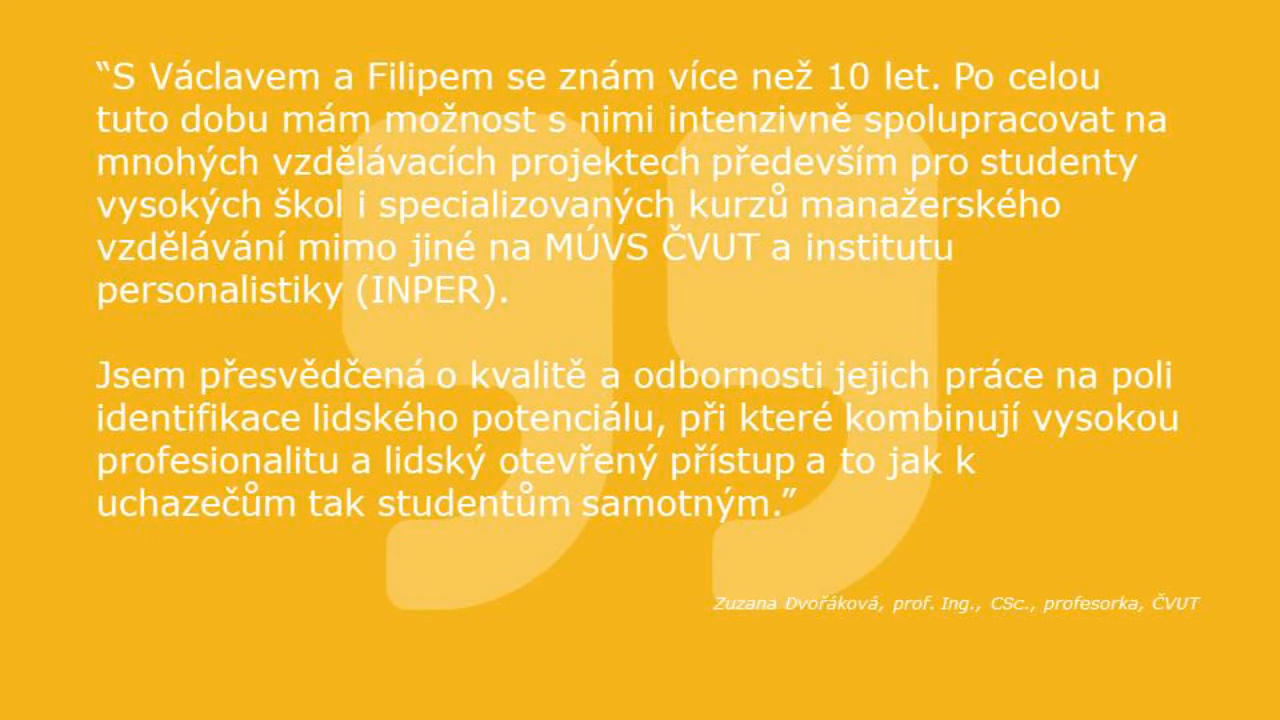 “S Václavem a Filipem se znám více než 10 let. Po celou
tuto dobu mám možnost s nimi intenzivně spolupracovat na
mnohých vzdělávacích projektech především pro studenty
vysokých škol i specializovaných kurzů manažerského
vzdělávání mimo jiné na MÚVS ČVUT a institutu
personalistiky (INPER).
Jsem přesvědčená o kvalitě a odbornosti jejich práce na poli
identifikace lidského potenciálu, při které kombinují vysokou
profesionalitu a lidský otevřený přístup a to jak k
uchazečům tak studentům samotným.”
Zuzana Dvořáková, prof. Ing., CSc., profesorka, ČVUT